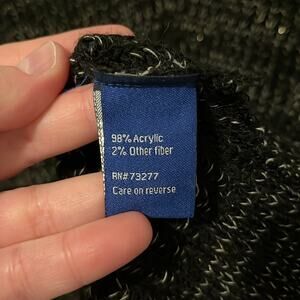 98% Acrylic
2% Other fiber
RN# 73277
Care on reverse